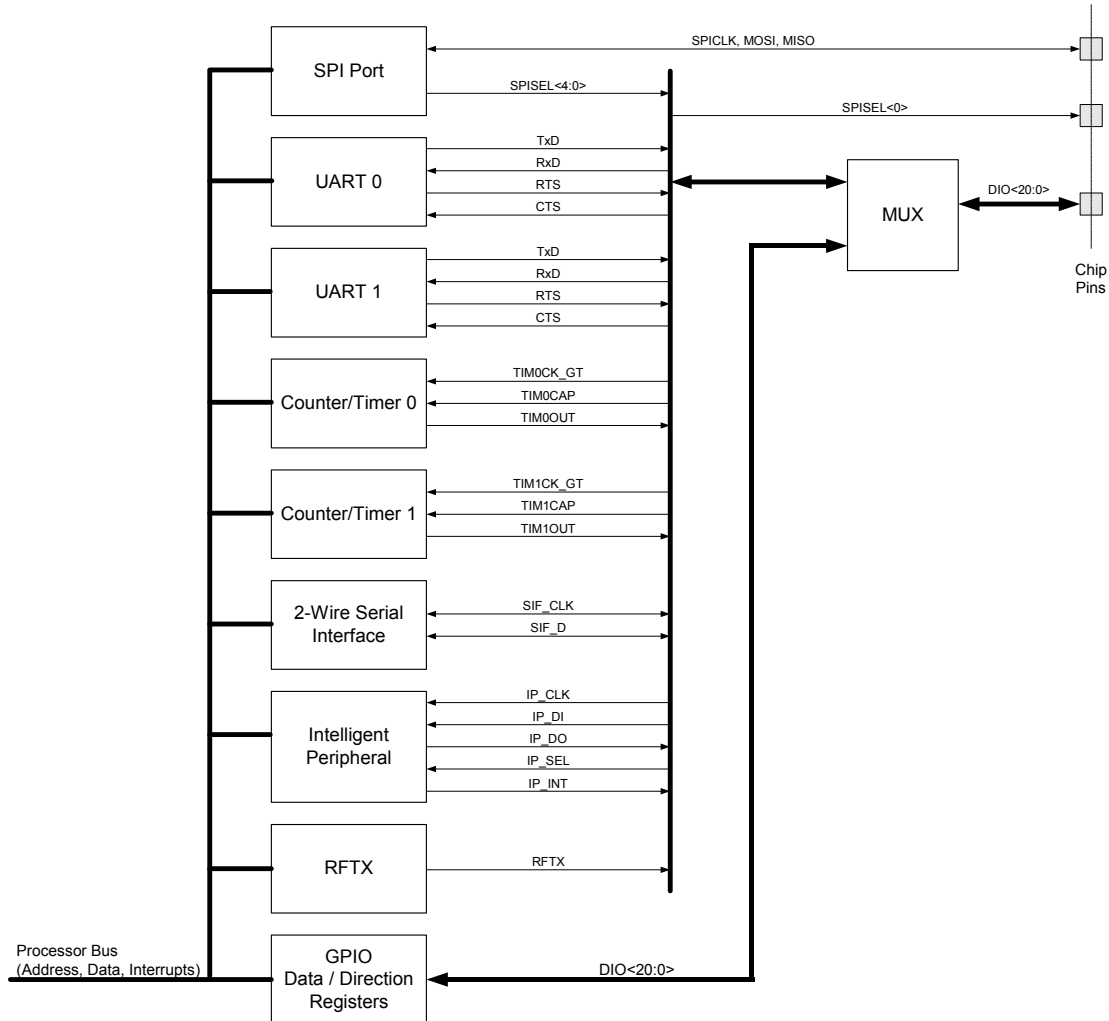 SPICLK, MOSI, MISO
SPI Port
SPISEL<4:0>
SPISEL<0>
TxD
RxD
UART 0
RTS
CTS
MUX
DIO<20:0>
Chip
Pins
TxD
RxD
UART 1
RTS
CTS
TIM0CK_GT
Counter/Timer 0
TIM0CAP
TIM0OUT
TIM1CK_GT
Counter/Timer 1
TIM1CAP
TIM1OUT
2-Wire Serial
Interface
SIF_CLK
SIF_D
IP_CLK
IP_DI
Intelligent
Peripheral
IP_DO
IP_SEL
IP_INT
RFTX
RFTX
Processor Bus
(Address, Data, Interrupts)
GPIO
Data / Direction
Registers
DIO<20:0>